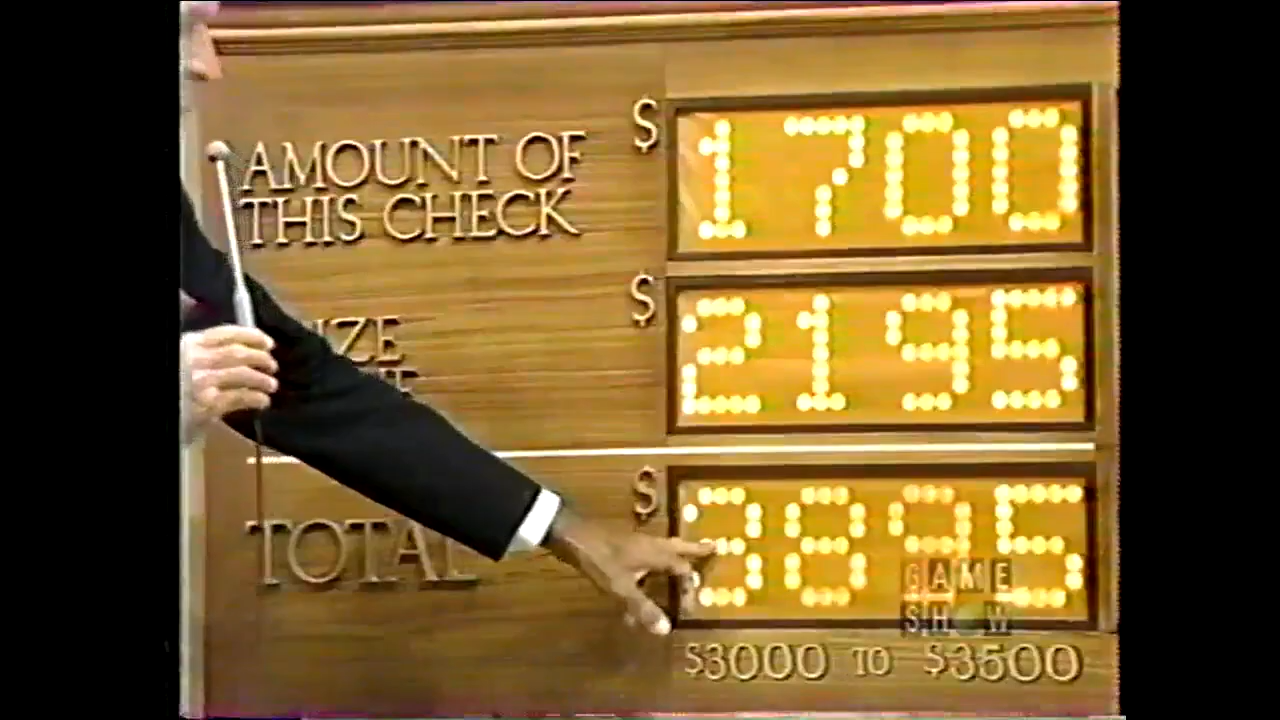 AMOUNT OF $1700
THIS CHECK
$2195
TOTAL $3895
GAME
SHOW
$3000 TO $3500